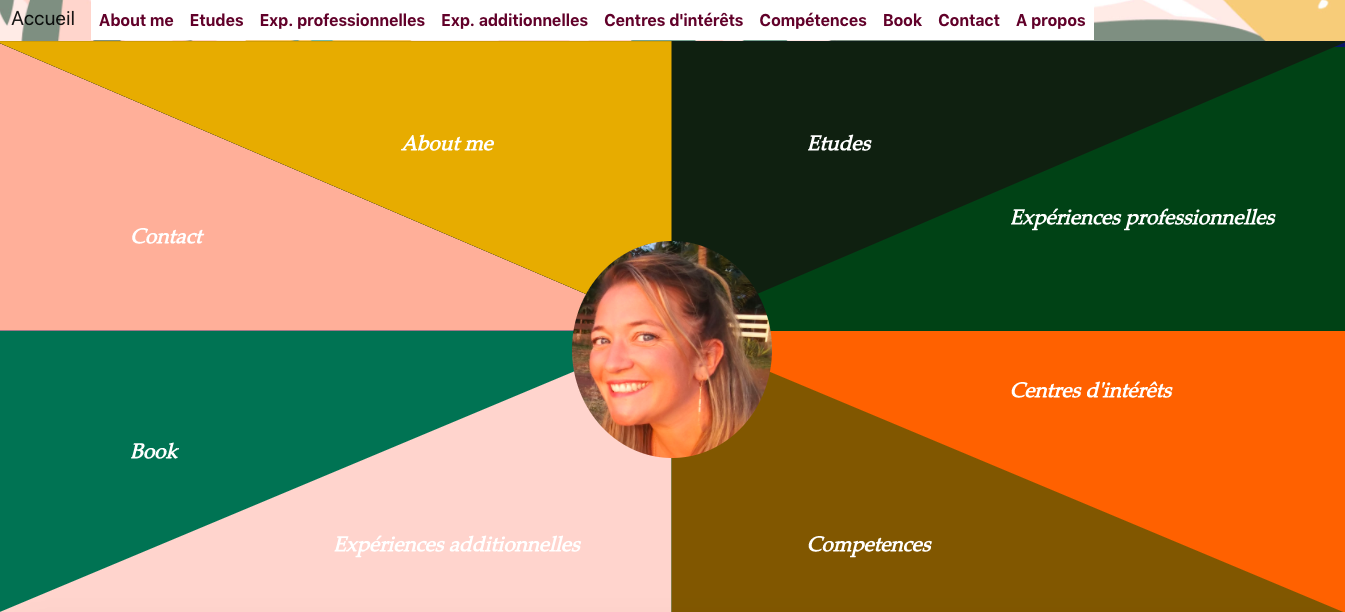 Accueil About me Etudes Exp. professionnelles Exp. additionnelles Centres d'intérêts Compétences Book Contact A propos
About me
Etudes
Expériences professionnelles
Contact
Centres d'intérêts
Book
Expériences additionnelles
Competences